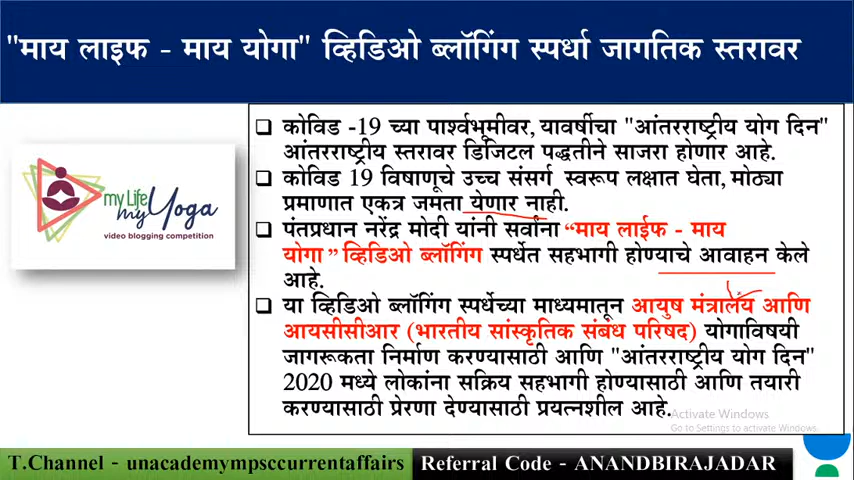 "माय लाइफ - माय योगा" व्हिडिओ ब्लॉगिंग स्पर्धा जागतिक स्तरावर
my Life
my Yoga
video blogging competition
❑ कोविड -19 च्या पार्श्वभूमीवर, यावर्षीचा "आंतरराष्ट्रीय योग दिन"
आंतरराष्ट्रीय स्तरावर डिजिटल पद्धतीने साजरा होणार आहे.
❑ कोविड 19 विषाणूचे उच्च संसर्ग स्वरूप लक्षात घेता, मोठ्या
प्रमाणात एकत्र जमता येणार नाही.
❑ पंतप्रधान नरेंद्र मोदी यांनी सर्वांना “माय लाईफ - माय
योगा” व्हिडिओ ब्लॉगिंग स्पर्धेत सहभागी होण्याचे आवाहन केले
आहे.
❑ या व्हिडिओ ब्लॉगिंग स्पर्धेच्या माध्यमातून आयुष मंत्रालय आणि
आयसीसीआर (भारतीय सांस्कृतिक संबंध परिषद) योगाविषयी
जागरूकता निर्माण करण्यासाठी आणि "आंतरराष्ट्रीय योग दिन"
2020 मध्ये लोकांना सक्रिय सहभागी होण्यासाठी आणि तयारी
करण्यासाठी प्रेरणा देण्यासाठी प्रयत्नशील आहे.
Activate Windows
Go to Settings to activate Windows.
T.Channel - unacademympsccurrentaffairs
Referral Code - ANANDBIRAJADAR